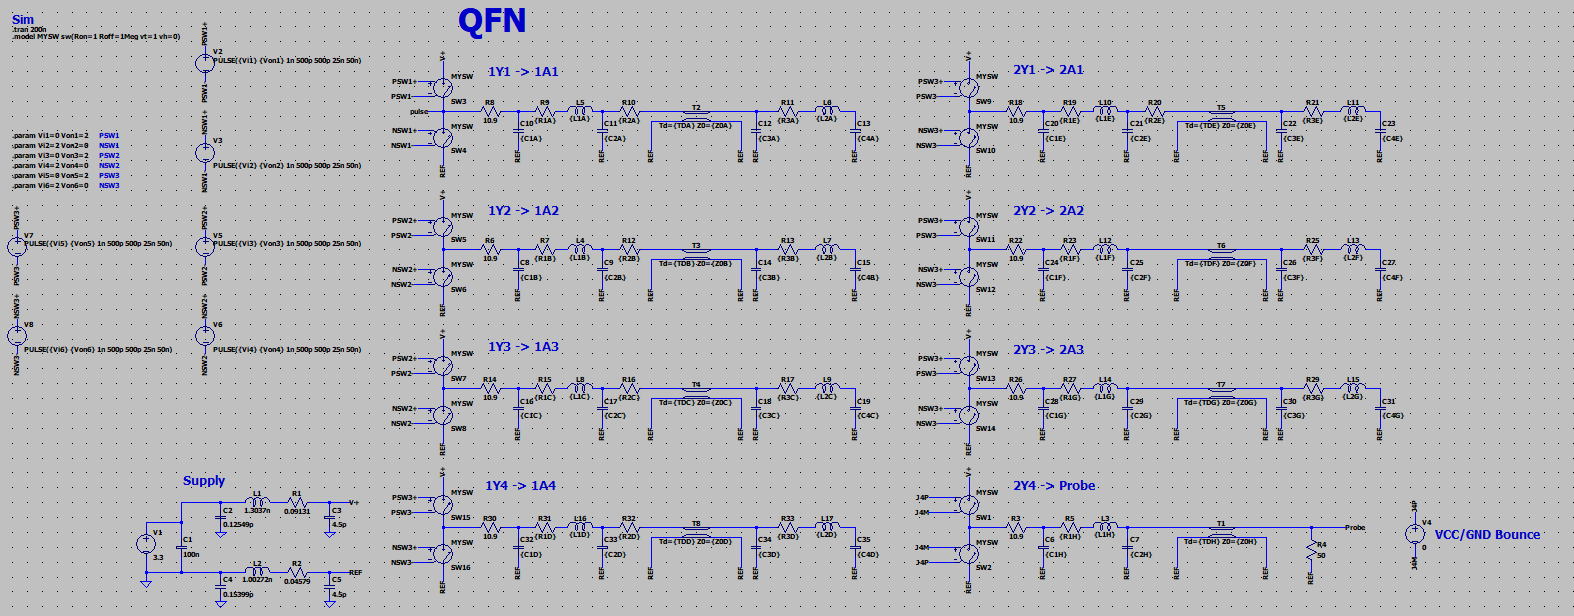 QFN
Sim
.tran 200n
.model MYSW sw(Ron=1 Roff=1Meg vt=1 vh=0)
PSW1+
V2
PULSE({Vi1} {Von1} 1n 500p 500p 25n 50n)
PSW1-
NSW1+
V3
PULSE({Vi2} {Von2} 1n 500p 500p 25n 50n)
NSW1-
.param Vi1=0 Von1=2 PSW1
.param Vi2=2 Von2=0 NSW1
.param Vi3=0 Von3=2 PSW2
.param Vi4=2 Von4=0 NSW2
.param Vi5=0 Von5=2 PSW3
.param Vi6=2 Von6=0 NSW3
PSW3+
V7
PULSE({Vi5} {Von5} 1n 500p 500p 25n 50n)
PSW3-
PSW2+
V5
PULSE({Vi3} {Von3} 1n 500p 500p 25n 50n)
PSW2-
NSW3+
V8
PULSE({Vi6} {Von6} 1n 500p 500p 25n 50n)
NSW3-
NSW2+
V6
PULSE({Vi4} {Von4} 1n 500p 500p 25n 50n)
NSW2-
Supply
L1 R1
1.3037n 0.09131
V+
C2 C3
0.12549p 4.5p
V1
3.3
C1
100n
L2 R2
1.00272n 0.04579
REF
C4 C5
0.15399p 4.5p
1Y1 -> 1A1
V+
PSW1+ MYSW
PSW1- SW3
pulse
NSW1+ MYSW
NSW1- SW4
REF
R8 R9 L5 R10 T2 R11 L6
10.9 {R1A} {L1A} {R2A} Td={TDA} Z0={Z0A} {R3A} {L2A}
C10 C11 C12 C13
{C1A} {C2A} {C3A} {C4A}
REF REF REF REF REF REF
1Y2 -> 1A2
V+
PSW2+ MYSW
PSW2- SW5
NSW2+ MYSW
NSW2- SW6
REF
R6 R7 L4 R12 T3 R13 L7
10.9 {R1B} {L1B} {R2B} Td={TDB} Z0={Z0B} {R3B} {L2B}
C8 C9 C14 C15
{C1B} {C2B} {C3B} {C4B}
REF REF REF REF REF REF
1Y3 -> 1A3
V+
PSW2+ MYSW
PSW2- SW7
NSW2+ MYSW
NSW2- SW8
REF
R14 R15 L8 R16 T4 R17 L9
10.9 {R1C} {L1C} {R2C} Td={TDC} Z0={Z0C} {R3C} {L2C}
C16 C17 C18 C19
{C1C} {C2C} {C3C} {C4C}
REF REF REF REF REF REF
1Y4 -> 1A4
V+
PSW3+ MYSW
PSW3- SW15
NSW3+ MYSW
NSW3- SW16
REF
R30 R31 L16 R32 T8 R33 L17
10.9 {R1D} {L1D} {R2D} Td={TDD} Z0={Z0D} {R3D} {L2D}
C32 C33 C34 C35
{C1D} {C2D} {C3D} {C4D}
REF REF REF REF REF REF
2Y1 -> 2A1
V+
PSW3+ MYSW
PSW3- SW9
NSW3+ MYSW
NSW3- SW10
REF
R18 R19 L10 R20 T5 R21 L11
10.9 {R1E} {L1E} {R2E} Td={TDE} Z0={Z0E} {R3E} {L2E}
C20 C21 C22 C23
{C1E} {C2E} {C3E} {C4E}
REF REF REF REF REF REF
2Y2 -> 2A2
V+
PSW3+ MYSW
PSW3- SW11
NSW3+ MYSW
NSW3- SW12
REF
R22 R23 L12 T6 R25 L13
10.9 {R1F} {L1F} Td={TDF} Z0={Z0F} {R3F} {L2F}
C24 C25 C26 C27
{C1F} {C2F} {C3F} {C4F}
REF REF REF REF REF REF
2Y3 -> 2A3
V+
PSW3+ MYSW
PSW3- SW13
NSW3+ MYSW
NSW3- SW14
REF
R26 R27 L14 T7 R29 L15
10.9 {R1G} {L1G} Td={TDG} Z0={Z0G} {R3G} {L2G}
C28 C29 C30 C31
{C1G} {C2G} {C3G} {C4G}
REF REF REF REF REF REF
2Y4 -> Probe
V+
J4P MYSW
J4M SW1
J4M MYSW
J4P SW2
REF
R3 R5 L3 T1 Probe
10.9 {R1H} {L1H} Td={TDH} Z0={Z0H}
C6 C7 R4
{C1H} {C2H} 50
REF REF REF REF REF
J4P
V4
0
J4M
VCC/GND Bounce